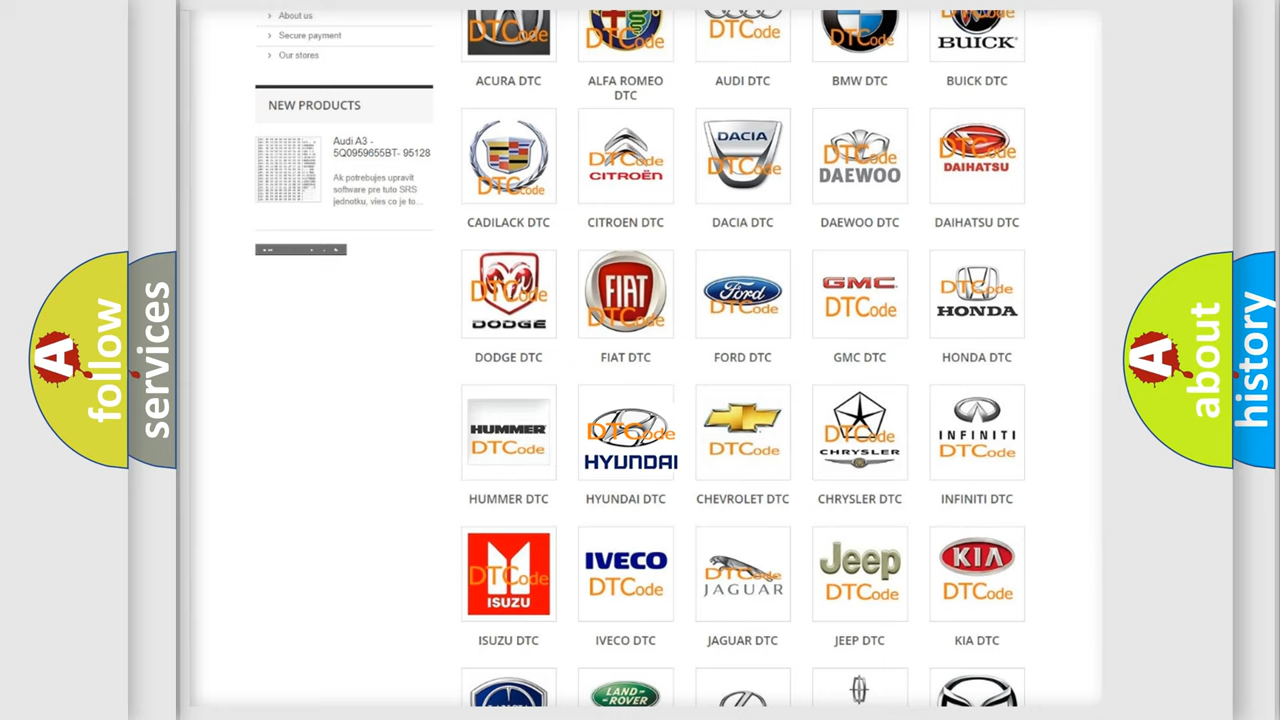 About us
Secure payment
Our stores
NEW PRODUCTS
Audi A3 -
5Q0959655BT- 95128
Ak potrebujes upravit
software pre tuto SRS
jednotku, vies co je to...
DTCode
DTCode
DTCode
DTCode
BUICK
ACURA DTC
ALFA ROMEO
DTC
AUDI DTC
BMW DTC
BUICK DTC
DTCode
DTCode
CITROËN
DACIA
DTCode
DTCode
DAEWOO
DTCode
DAIHATSU
CADILACK DTC
CITROEN DTC
DACIA DTC
DAEWOO DTC
DAIHATSU DTC
DTCode
DODGE
FIAT
DTCode
Ford
DTCode
GMC
DTCode
DTCode
HONDA
DODGE DTC
FIAT DTC
FORD DTC
GMC DTC
HONDA DTC
HUMMER
DTCode
DTCode
HYUNDAI
DTCode
DTCode
CHRYSLER
INFINITI
DTCode
HUMMER DTC
HYUNDAI DTC
CHEVROLET DTC
CHRYSLER DTC
INFINITI DTC
DTCode
ISUZU
IVECO
DTCode
DTCode
JAGUAR
Jeep
DTCode
KIA
DTCode
ISUZU DTC
IVECO DTC
JAGUAR DTC
JEEP DTC
KIA DTC
LAND-
ROVER
A
follow
services
A
about
history